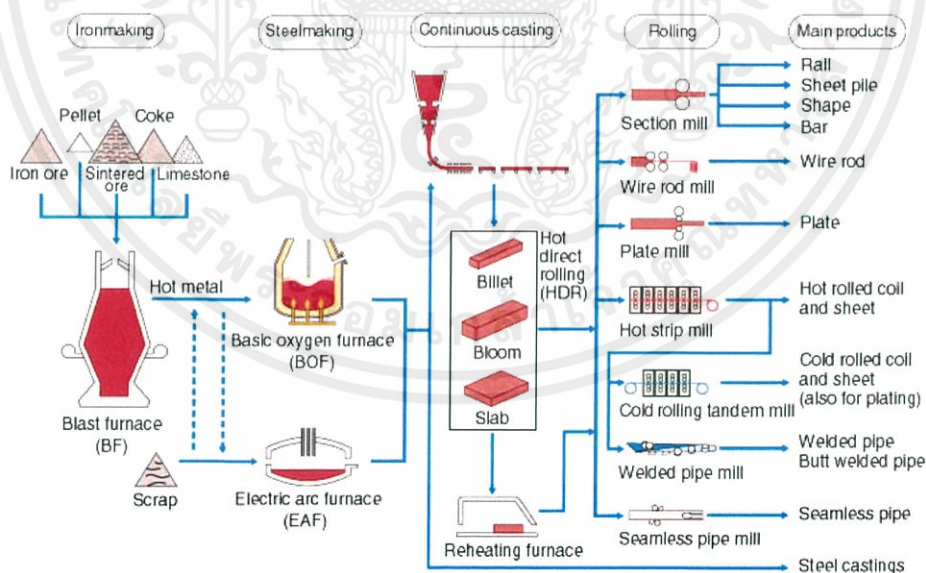 Ironmaking
Steelmaking
Continuous casting
Rolling
Main products
Pellet
Coke
Iron ore
Sintered
ore
Limestone
Hot metal
Blast furnace
(BF)
Scrap
Basic oxygen furnace
(BOF)
Electric arc furnace
(EAF)
Billet
Bloom
Slab
Hot
direct
rolling
(HDR)
Reheating furnace
Section mill
Wire rod mill
Plate mill
Hot strip mill
Cold rolling tandem mill
Welded pipe mill
Seamless pipe mill
Rall
Sheet pile
Shape
Bar
Wire rod
Plate
Hot rolled coil
and sheet
Cold rolled coil
and sheet
(also for plating)
Welded pipe
Butt welded pipe
Seamless pipe
Steel castings